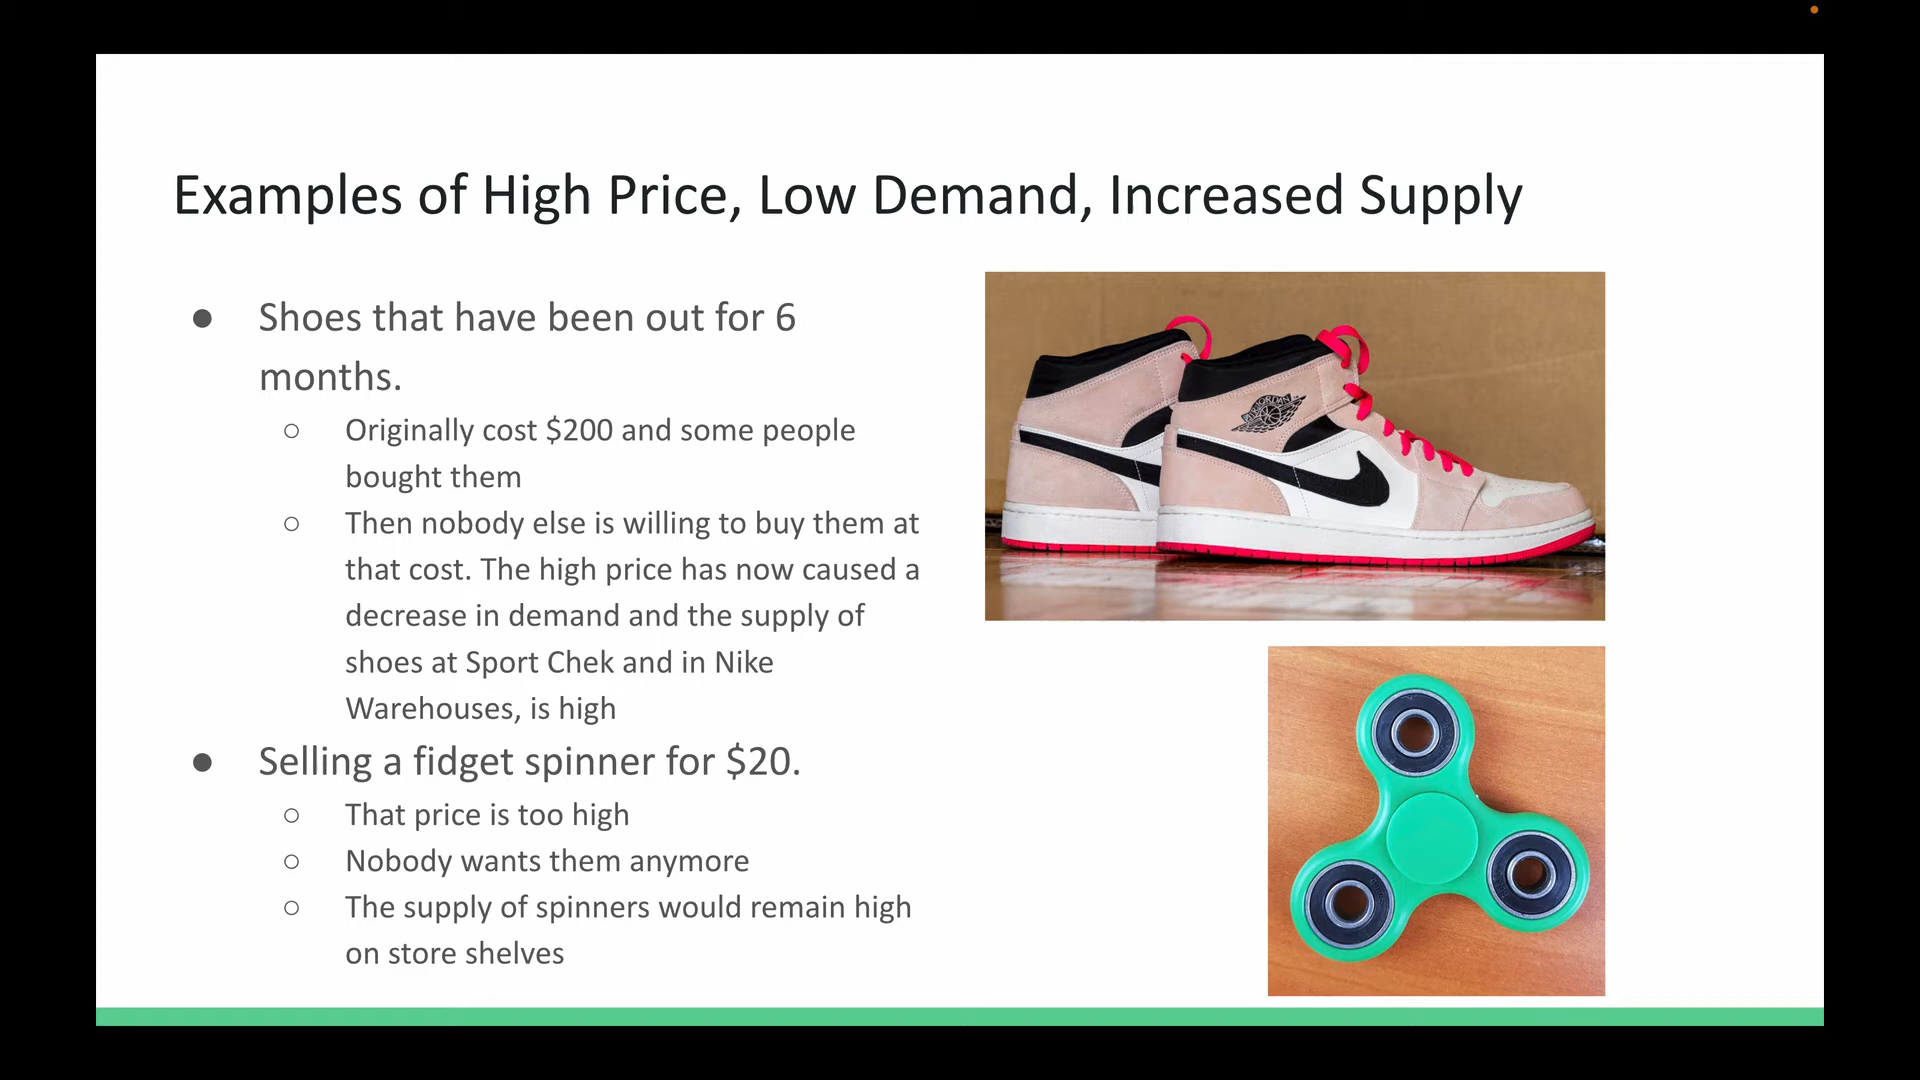 Examples of High Price, Low Demand, Increased Supply
● Shoes that have been out for 6
months.
○ Originally cost $200 and some people
bought them
○ Then nobody else is willing to buy them at
that cost. The high price has now caused a
decrease in demand and the supply of
shoes at Sport Chek and in Nike
Warehouses, is high
● Selling a fidget spinner for $20.
○ That price is too high
○ Nobody wants them anymore
○ The supply of spinners would remain high
on store shelves
AIR JORDAN